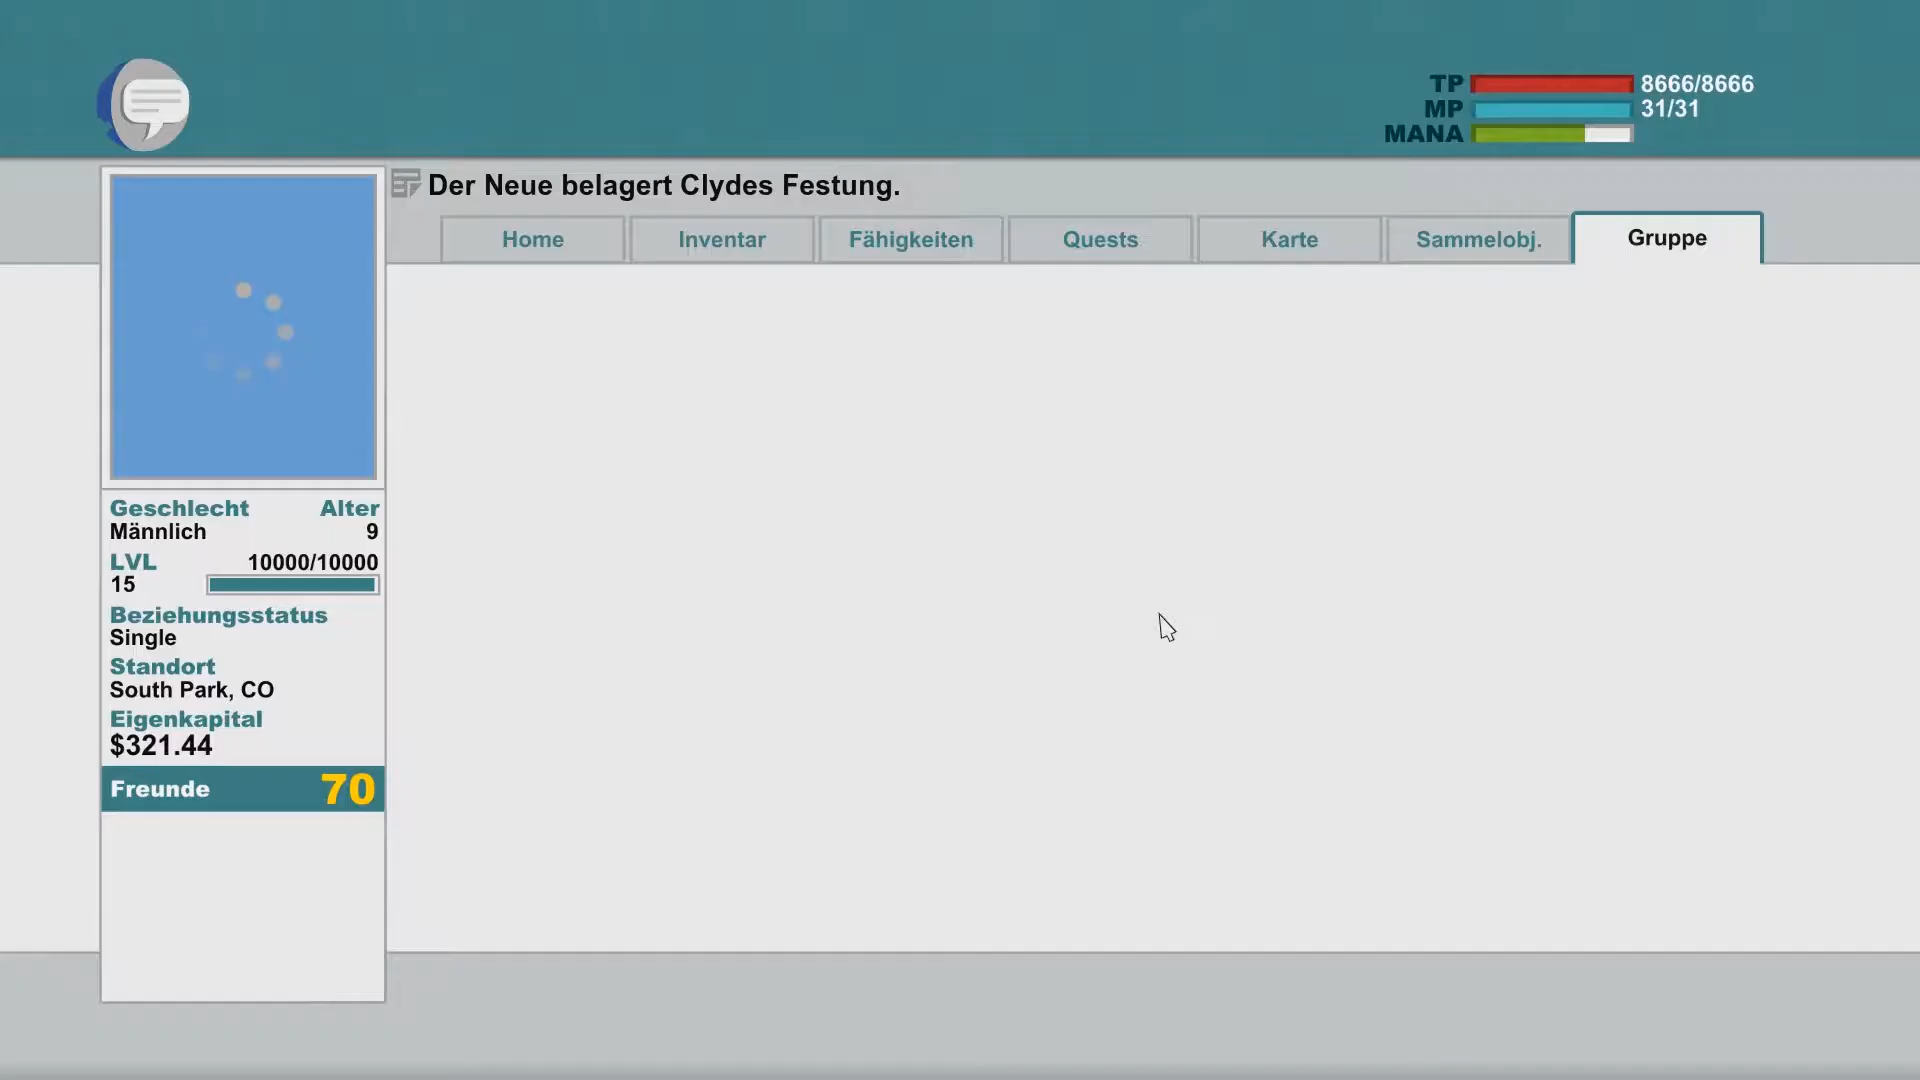 TP 8666/8666
MP 31/31
MANA
Der Neue belagert Clydes Festung.
Home Inventar Fähigkeiten Quests Karte Sammelobj. Gruppe
Geschlecht Alter
Männlich 9
LVL 10000/10000
15
Beziehungsstatus
Single
Standort
South Park, CO
Eigenkapital
$321.44
Freunde 70